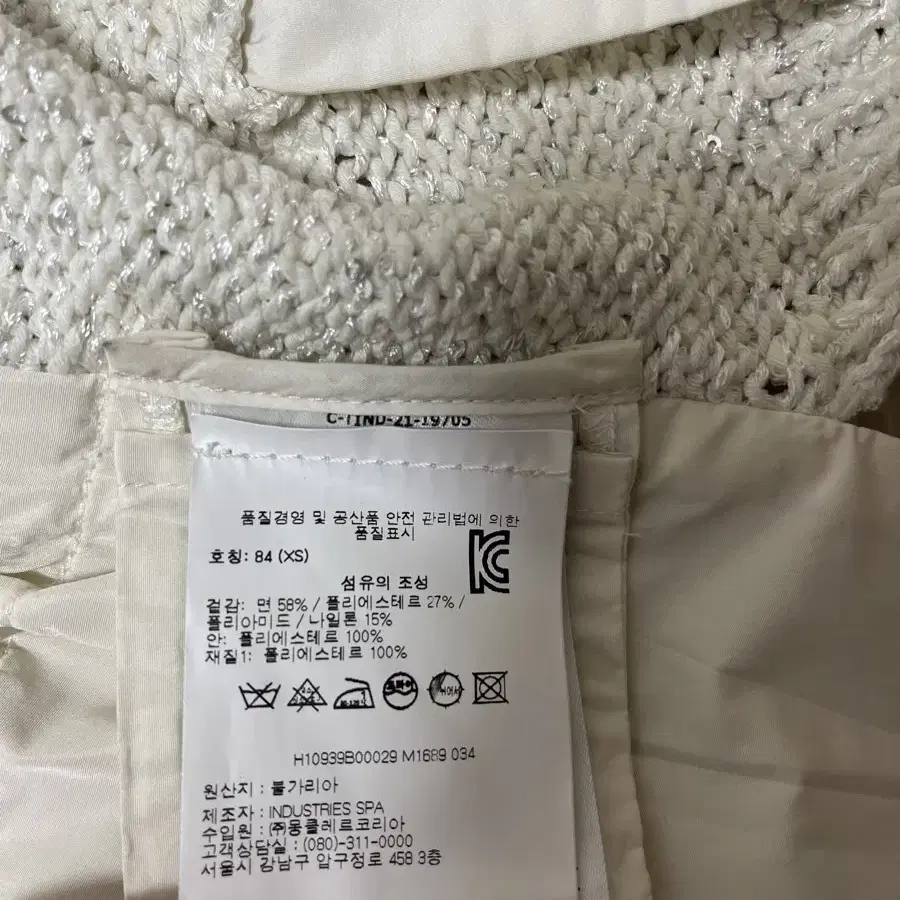 C-TIND-21-19705
품질경영 및 공산품 안전 관리법에 의한
품질표시
호칭: 84 (XS)
섬유의 조성
겉감: 면 58% / 폴리에스테르 27% /
폴리아미드 / 나일론 15%
안: 폴리에스테르 100%
재질1: 폴리에스테르 100%
드라이
H10939B00029 M1689 034
원산지 : 불가리아
제조자 : INDUSTRIES SPA
수입원 : ㈜몽클레르코리아
고객상담실 : (080)-311-0000
서울시 강남구 압구정로 458 3층